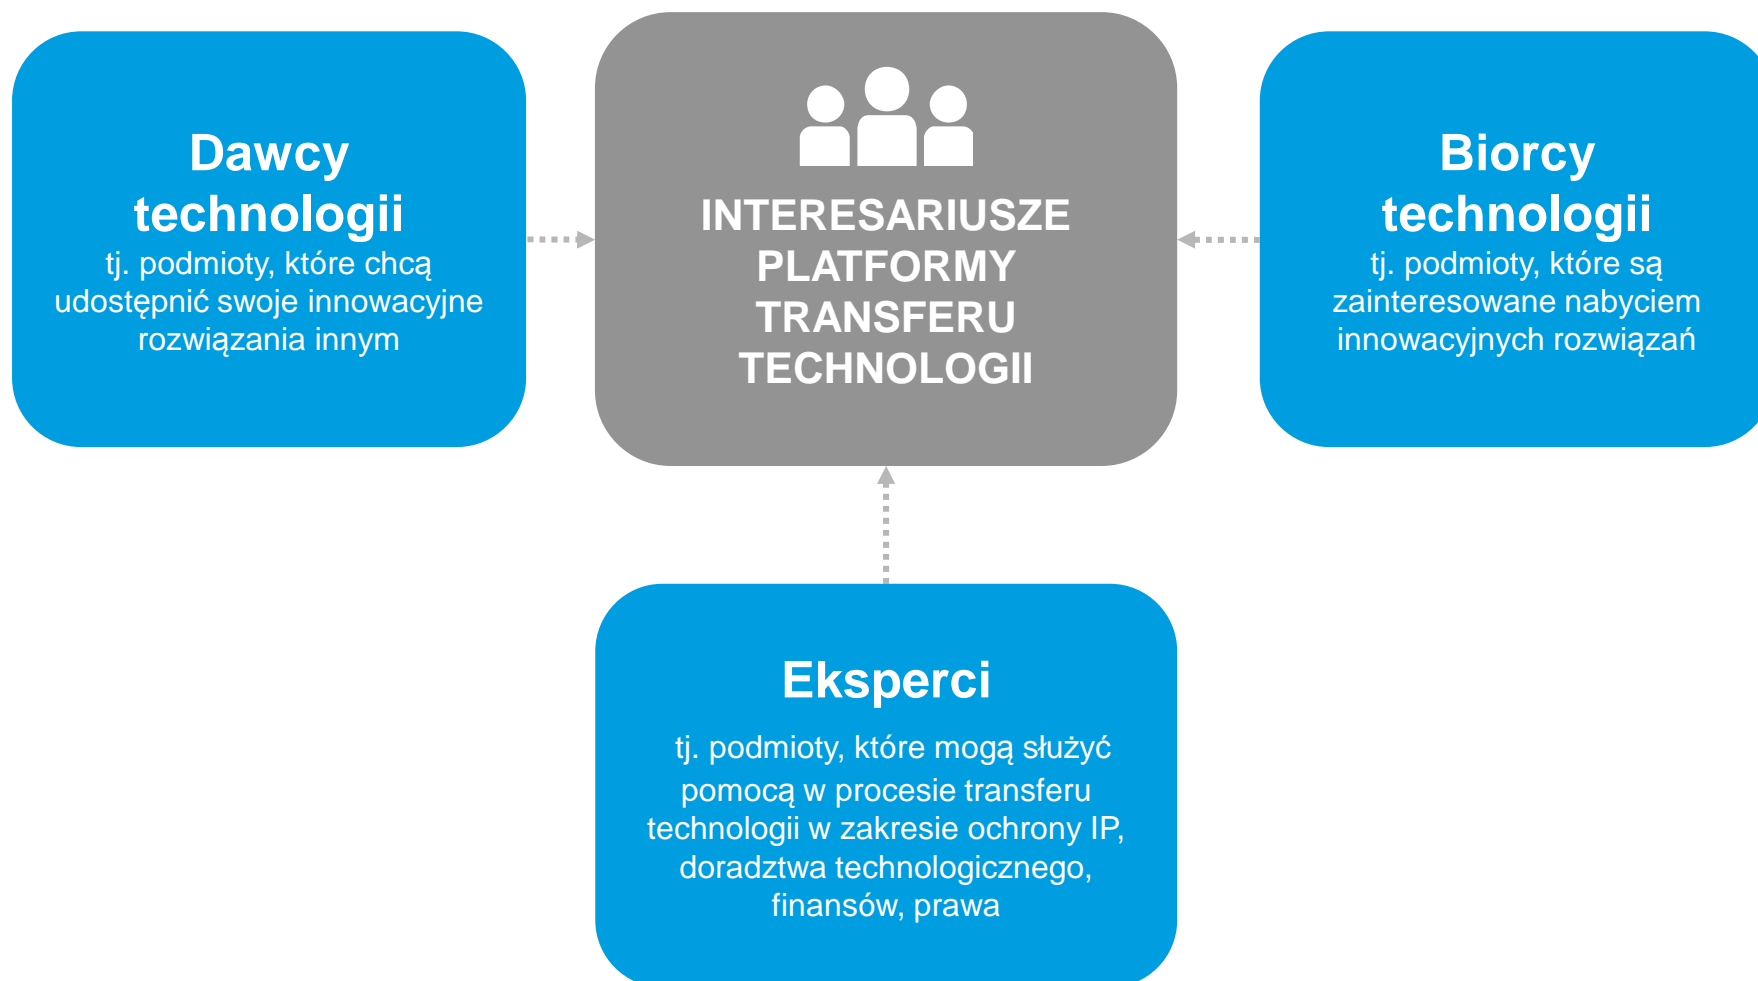 Dawcy
technologii
tj. podmioty, które chcą
udostępnić swoje innowacyjne
rozwiązania innym
INTERESARIUSZE
PLATFORMY
TRANSFERU
TECHNOLOGII
Biorcy
technologii
tj. podmioty, które są
zainteresowane nabyciem
innowacyjnych rozwiązań
Eksperci
tj. podmioty, które mogą służyć
pomocą w procesie transferu
technologii w zakresie ochrony IP,
doradztwa technologicznego,
finansów, prawa